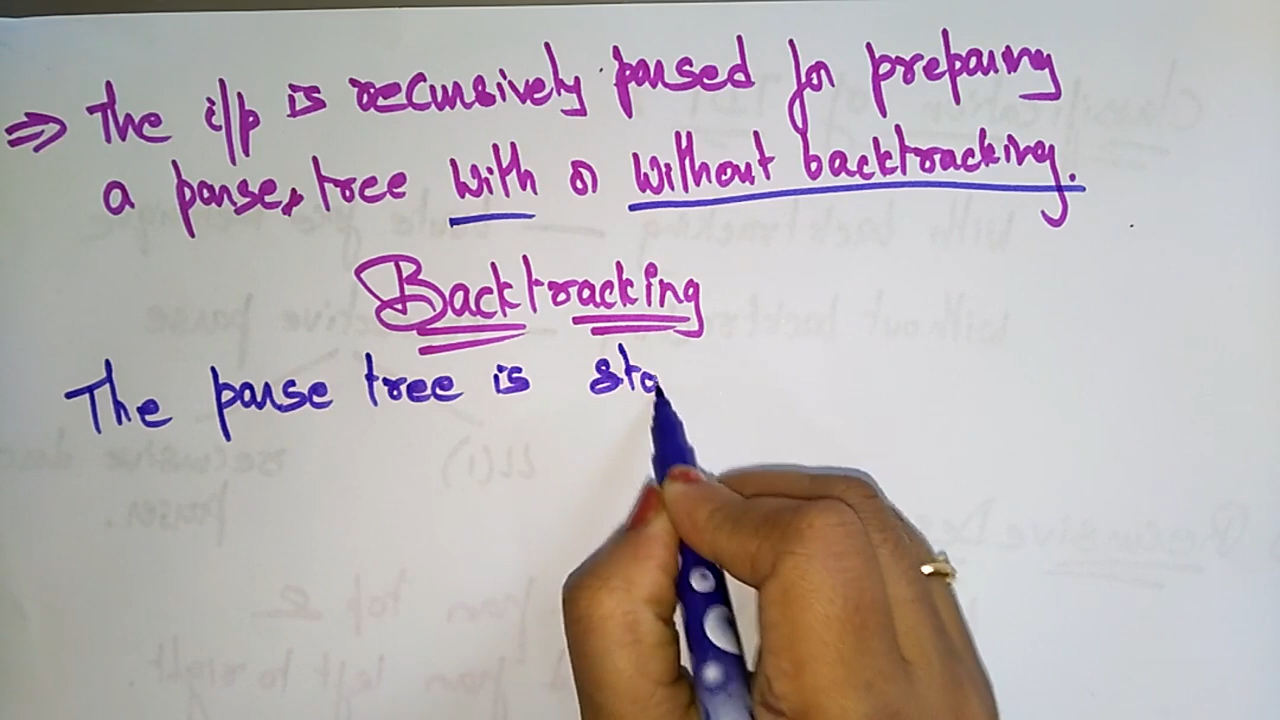 ⇒ The i/p is recursively parsed for preparing
a parse tree with or without backtracking.
Backtracking
The parse tree is sta